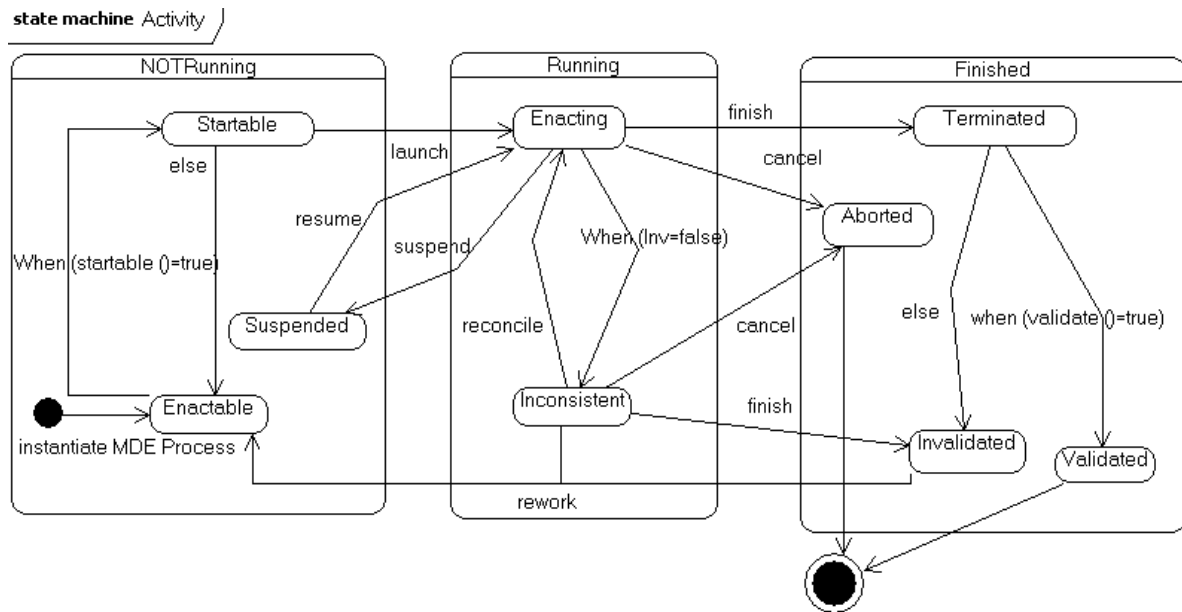 state machine Activity
NOTRunning
Running
Finished
Startable
Enacting
finish
Terminated
else
launch
cancel
resume
Aborted
suspend
When (Inv=false)
When (startable ()=true)
Suspended
reconcile
cancel
else
when (validate ()=true)
Enactable
Inconsistent
finish
instantiate MDE Process
Invalidated
Validated
rework